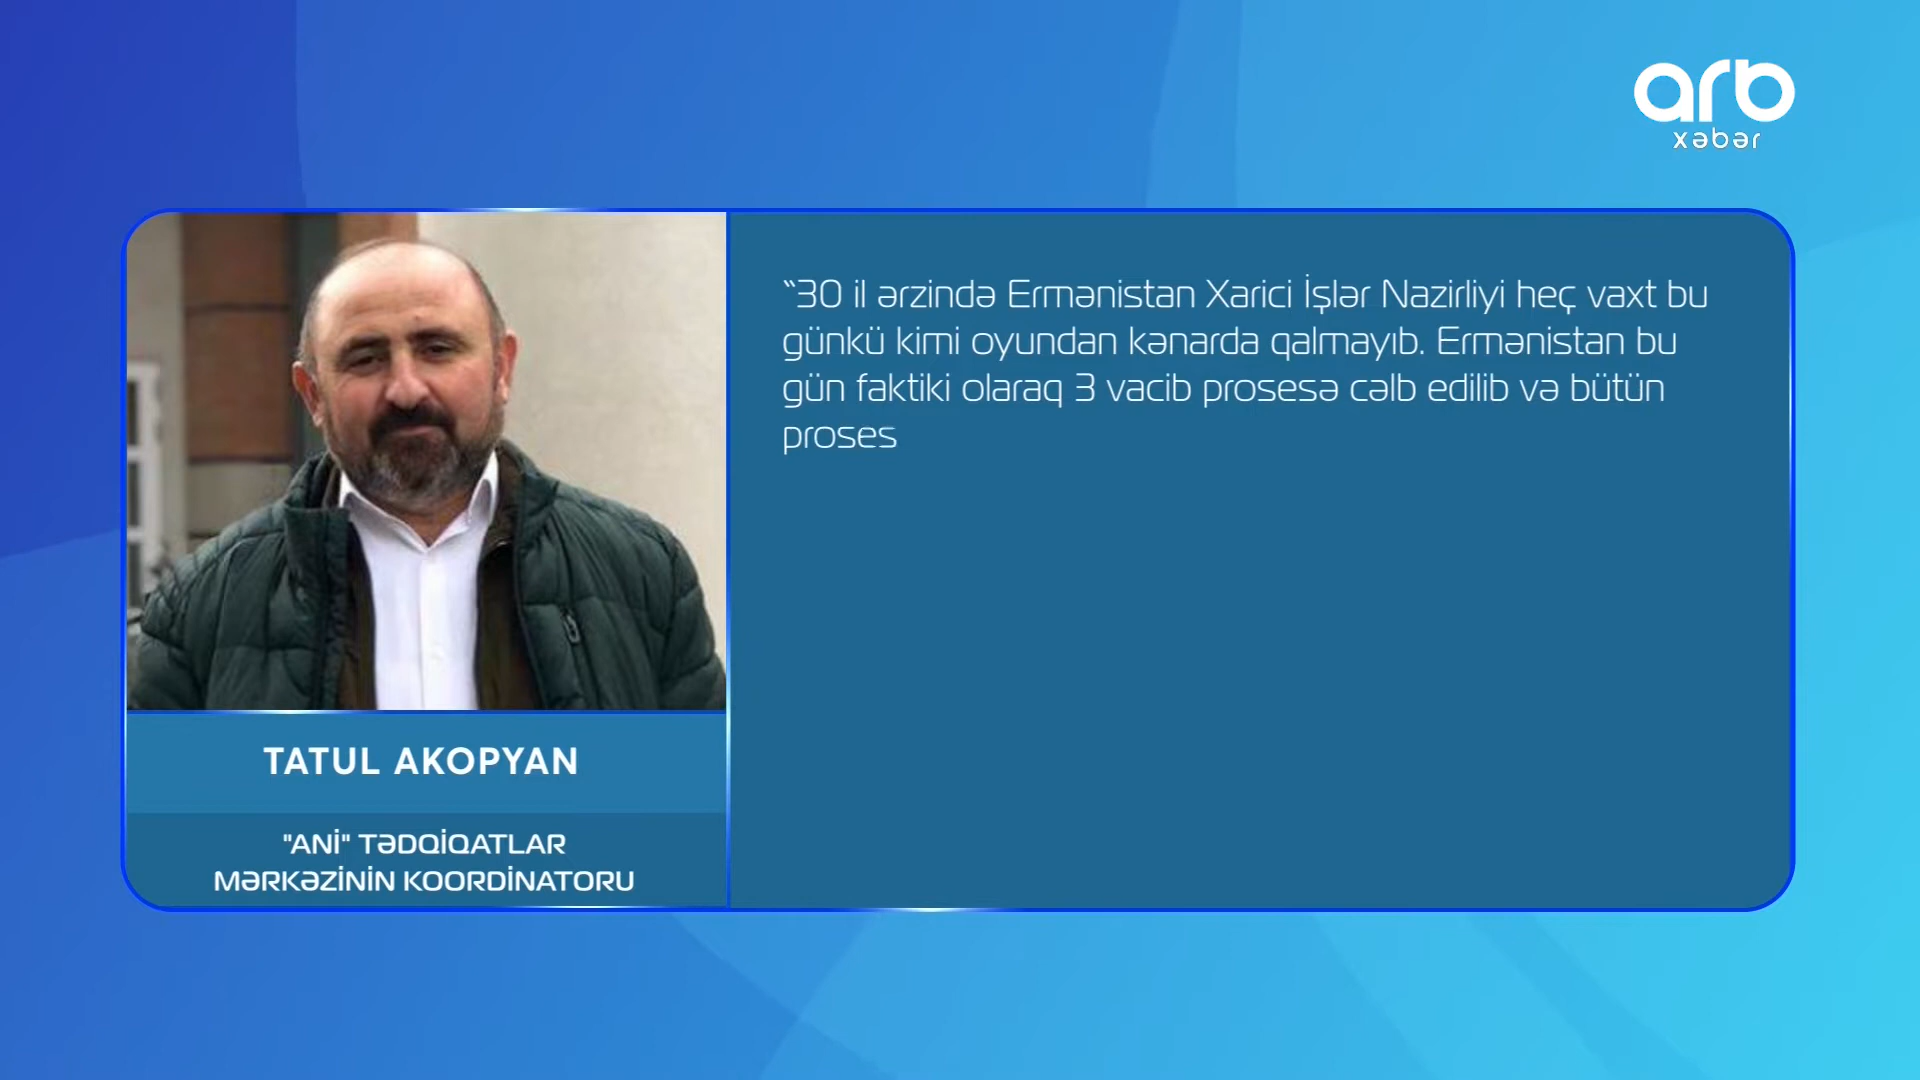 arb
xəbər
“30 il ərzində Ermənistan Xarici İşlər Nazirliyi heç vaxt bu
günkü kimi oyundan kənarda qalmayıb. Ermənistan bu
gün faktiki olaraq 3 vacib prosesə cəlb edilib və bütün
proses
TATUL AKOPYAN
"ANİ" TƏDQİQATLAR
MƏRKƏZİNİN KOORDİNATORU